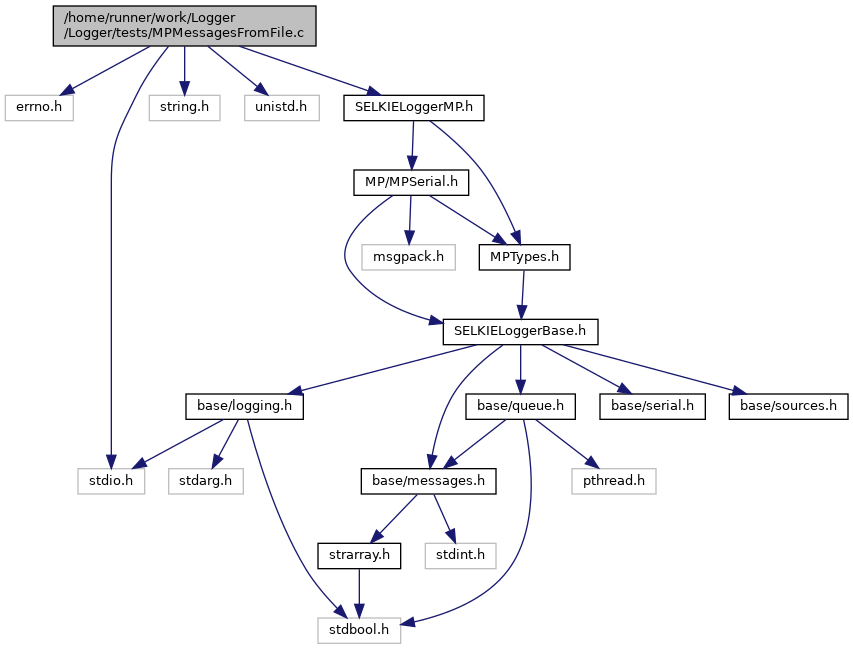 /home/runner/work/Logger
/Logger/tests/MPMessagesFromFile.c
errno.h
string.h
unistd.h
SELKIELoggerMP.h
MP/MPSerial.h
msgpack.h
MPTypes.h
SELKIELoggerBase.h
base/logging.h
base/queue.h
base/serial.h
base/sources.h
stdio.h
stdarg.h
base/messages.h
pthread.h
strarray.h
stdint.h
stdbool.h